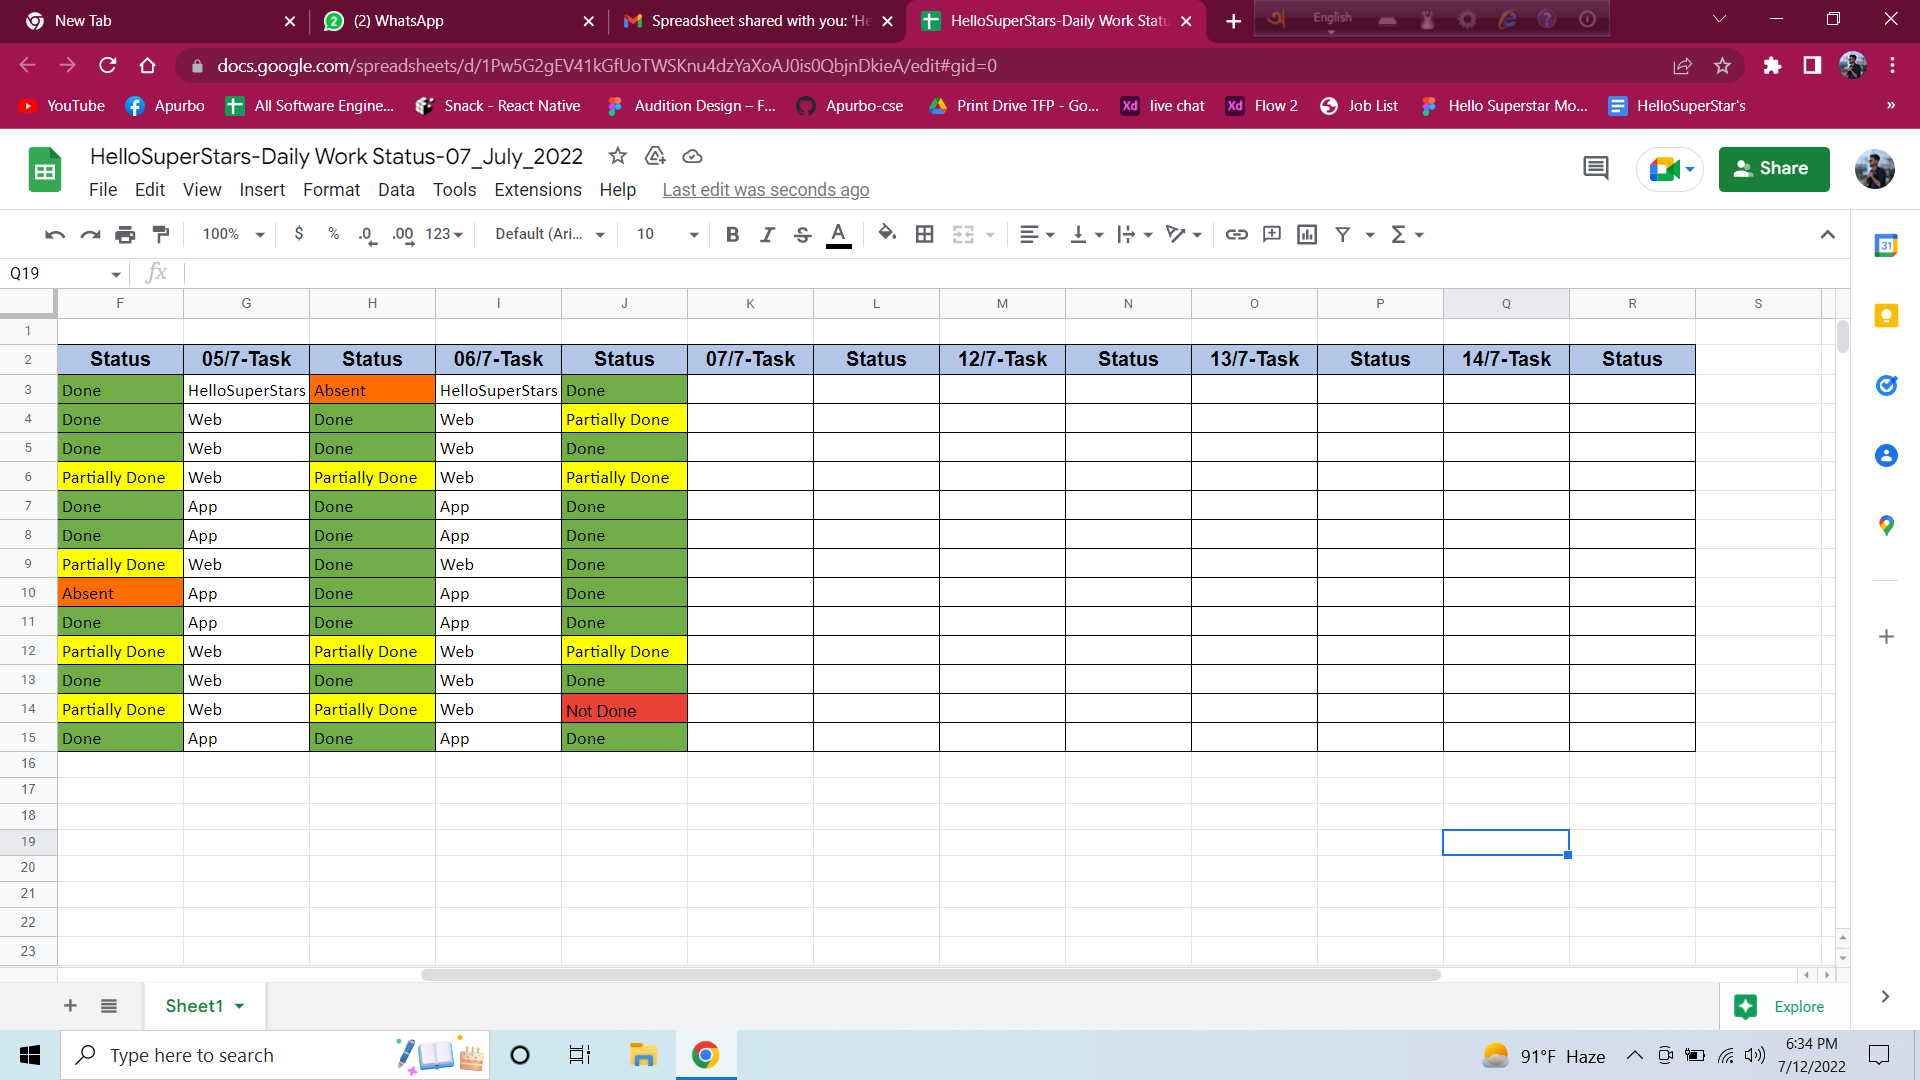 New Tab
(2) WhatsApp
Spreadsheet shared with you: 'He
HelloSuperStars-Daily Work Statu
English
docs.google.com/spreadsheets/d/1Pw5G2gEV41kGfUoTWSKnu4dzYaXoAJ0is0QbjnDkieA/edit#gid=0
YouTube Apurbo All Software Engine... Snack - React Native Audition Design – F... Apurbo-cse Print Drive TFP - Go... Xd live chat Xd Flow 2 Job List Hello Superstar Mo... HelloSuperStar's »
HelloSuperStars-Daily Work Status-07_July_2022
File Edit View Insert Format Data Tools Extensions Help Last edit was seconds ago
Share
100% $ % .0 .00 123 Default (Ari... 10 B I S A Σ
31
Q19 fx
F G H I J K L M N O P Q R S
1
2 Status 05/7-Task Status 06/7-Task Status 07/7-Task Status 12/7-Task Status 13/7-Task Status 14/7-Task Status
3 Done HelloSuperStars Absent HelloSuperStars Done
4 Done Web Done Web Partially Done
5 Done Web Done Web Done
6 Partially Done Web Partially Done Web Partially Done
7 Done App Done App Done
8 Done App Done App Done
9 Partially Done Web Done Web Done
10 Absent App Done App Done
11 Done App Done App Done
12 Partially Done Web Partially Done Web Partially Done
13 Done Web Done Web Done
14 Partially Done Web Partially Done Web Not Done
15 Done App Done App Done
16
17
18
19
20
21
22
23
Sheet1
Explore
Type here to search
91°F Haze
6:34 PM
7/12/2022